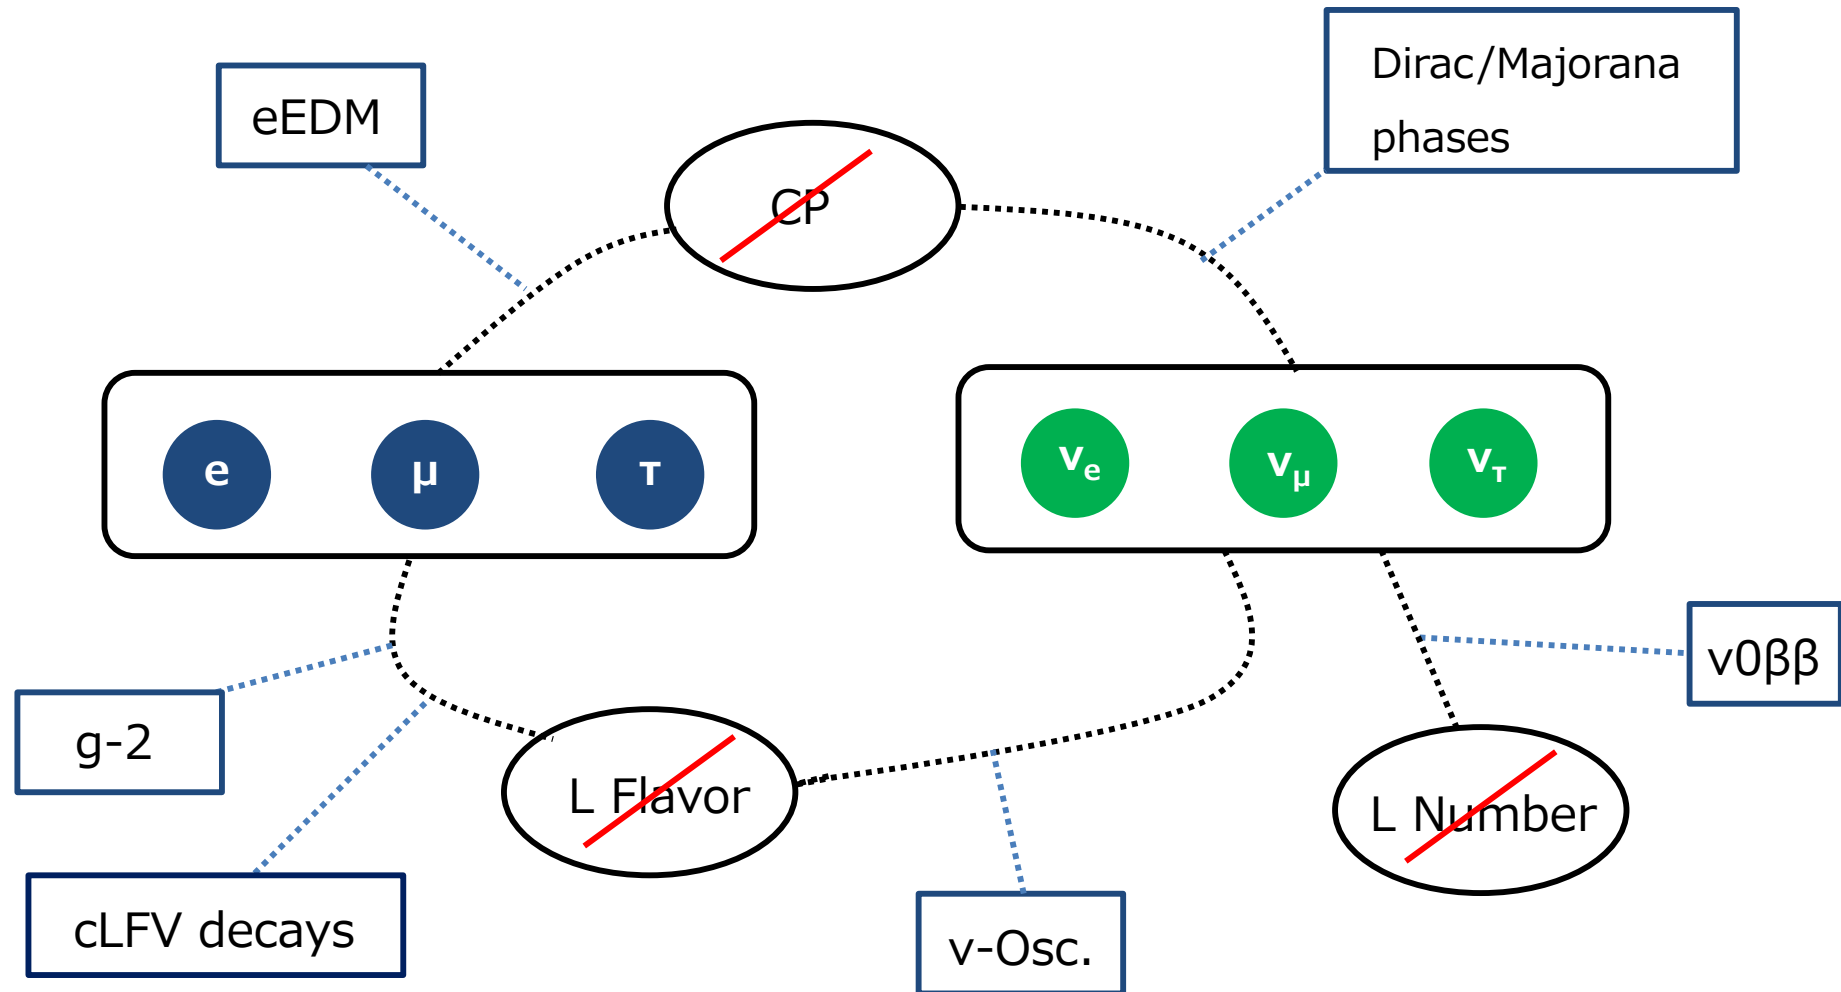 eEDM
Dirac/Majorana
phases
CP
e μ τ
νe νμ ντ
ν0ββ
g-2
L Flavor
L Number
cLFV decays
ν-Osc.